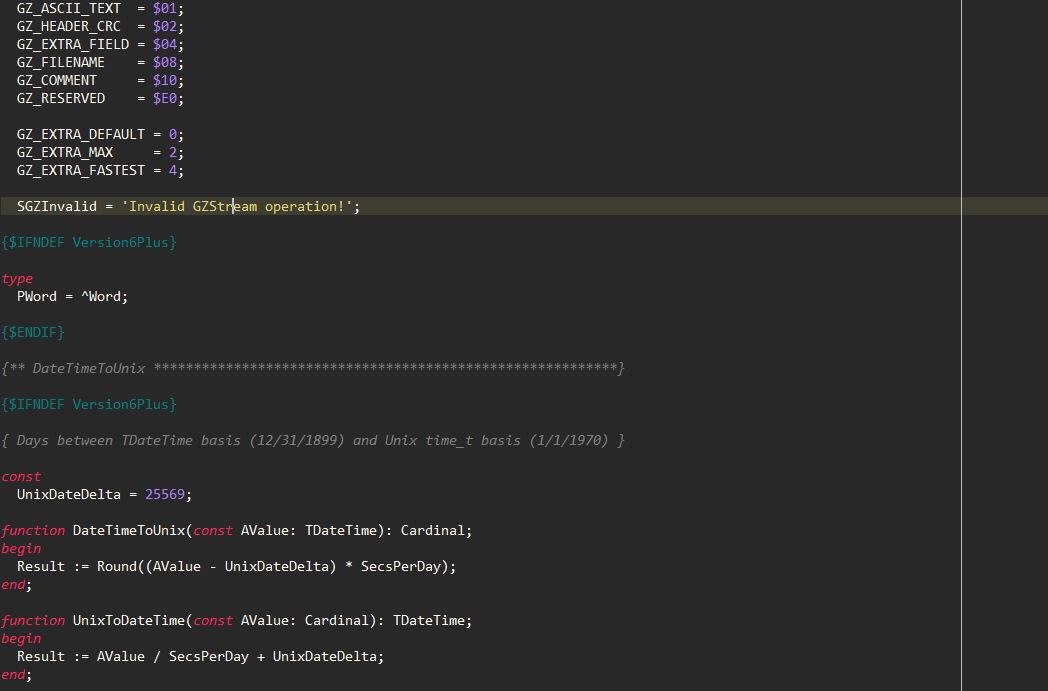 GZ_ASCII_TEXT  = $01;
GZ_HEADER_CRC  = $02;
GZ_EXTRA_FIELD = $04;
GZ_FILENAME    = $08;
GZ_COMMENT     = $10;
GZ_RESERVED    = $E0;
GZ_EXTRA_DEFAULT = 0;
GZ_EXTRA_MAX     = 2;
GZ_EXTRA_FASTEST = 4;
SGZInvalid = 'Invalid GZStream operation!';
{$IFNDEF Version6Plus}
type
PWord = ^Word;
{$ENDIF}
{** DateTimeToUnix **********************************************************}
{$IFNDEF Version6Plus}
{ Days between TDateTime basis (12/31/1899) and Unix time_t basis (1/1/1970) }
const
UnixDateDelta = 25569;
function DateTimeToUnix(const AValue: TDateTime): Cardinal;
begin
Result := Round((AValue - UnixDateDelta) * SecsPerDay);
end;
function UnixToDateTime(const AValue: Cardinal): TDateTime;
begin
Result := AValue / SecsPerDay + UnixDateDelta;
end;